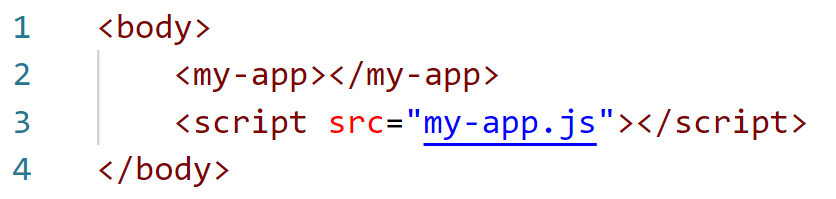 1 <body>
2 <my-app></my-app>
3 <script src="my-app.js"></script>
4 </body>